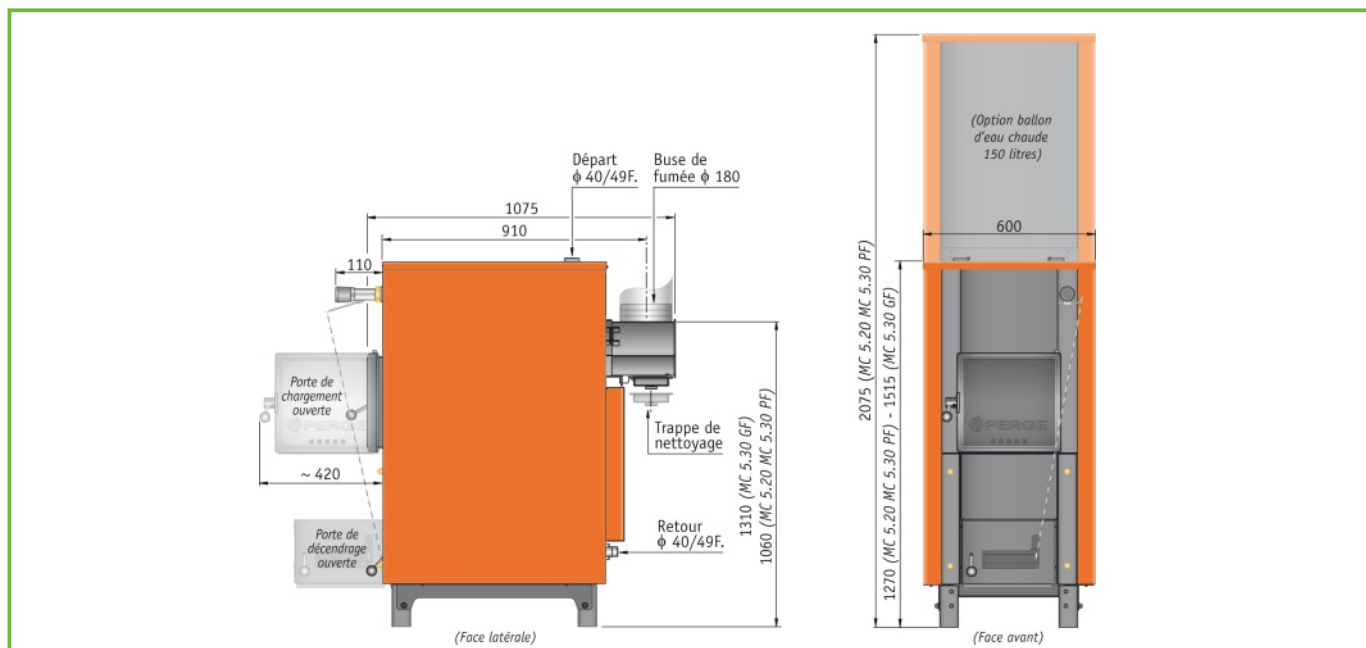 Départ
ϕ 40/49F.
Buse de
fumée ϕ 180
1075
910
110
Porte de
chargement
ouverte
PERGE
~ 420
Porte de
décendrage
ouverte
Trappe de
nettoyage
Retour
ϕ 40/49F.
1310 (MC 5.30 GF)
1060 (MC 5.20 MC 5.30 PF)
(Face latérale)
(Option ballon
d'eau chaude
150 litres)
600
2075 (MC 5.20 MC 5.30 PF)
1270 (MC 5.20 MC 5.30 PF) - 1515 (MC 5.30 GF)
PERGE
(Face avant)